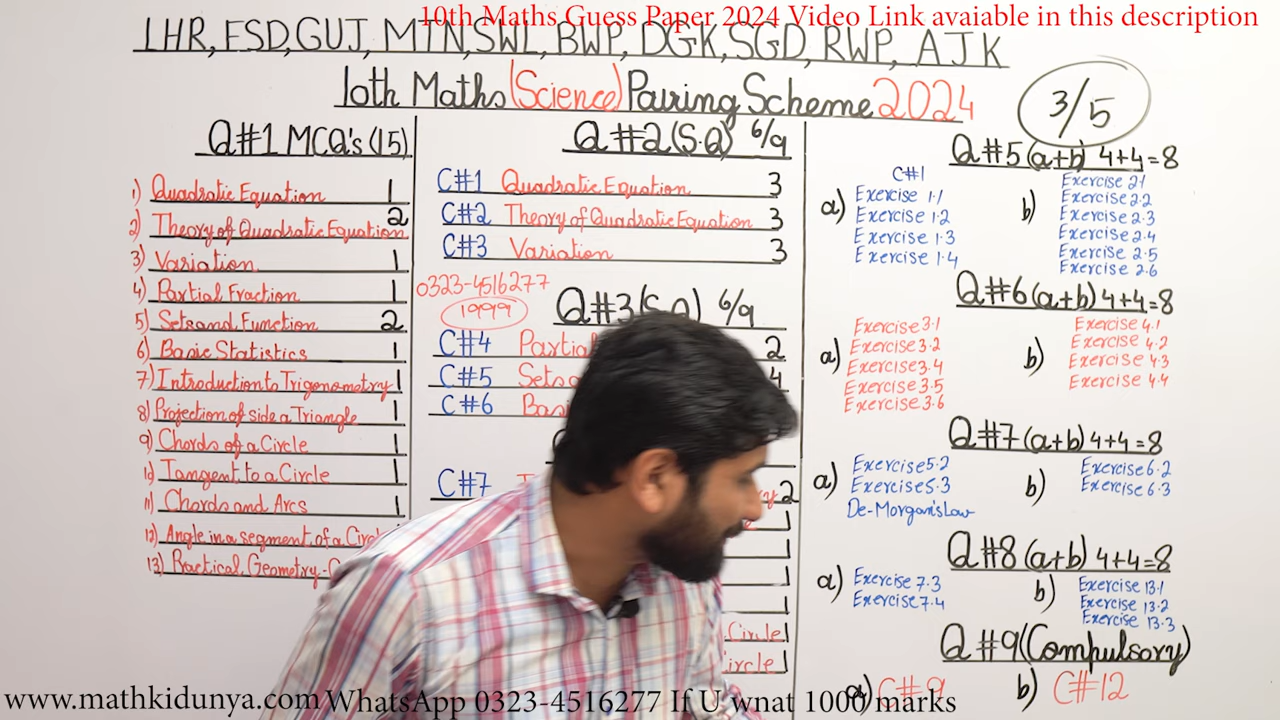 10th Maths Guess Paper 2024 Video Link avaiable in this description
LHR, FSD, GUJ, MTN, SWL, BWP, DGK, SGD, RWP, AJK
10th Maths (Science) Pairing Scheme 2024
3/5
Q#1 MCQ's (15)
1) Quadratic Equation 1
2) Theory of Quadratic Equation 2
3) Variation 1
4) Partial Fraction 1
5) Sets and Function 2
6) Basic Statistics 1
7) Introduction to Trigonometry 1
8) Projection of side a Triangle 1
9) Chords of a Circle 1
10) Tangent to a Circle 1
11) Chords and Arcs 1
12) Angle in a segment of a
13) Practical Geometry
Q#2 (S.Q) 6/9
C#1 Quadratic Equation 3
C#2 Theory of Quadratic Equation 3
C#3 Variation 3
0323-4516277
1999
Q#3 6/9
C#4 2
C#5 4
C#6
C#7 2
1
1
1
1
Circle 1
Circle 1
Q#5 (a+b) 4+4=8
C#1
a) Exercise 1.1
Exercise 1.2
Exercise 1.3
Exercise 1.4
b) Exercise 2.1
Exercise 2.2
Exercise 2.3
Exercise 2.4
Exercise 2.5
Exercise 2.6
Q#6 (a+b) 4+4=8
a) Exercise 3.1
Exercise 3.2
Exercise 3.4
Exercise 3.5
Exercise 3.6
b) Exercise 4.1
Exercise 4.2
Exercise 4.3
Exercise 4.4
Q#7 (a+b) 4+4=8
a) Exercise 5.2
Exercise 5.3
De-Morgan's Law
b) Exercise 6.2
Exercise 6.3
Q#8 (a+b) 4+4=8
a) Exercise 7.3
Exercise 7.4
b) Exercise 13.1
Exercise 13.2
Exercise 13.3
Q#9 (Compulsory)
a) C#9 b) C#12
www.mathkidunya.com WhatsApp 0323-4516277 If U wnat 1000 marks